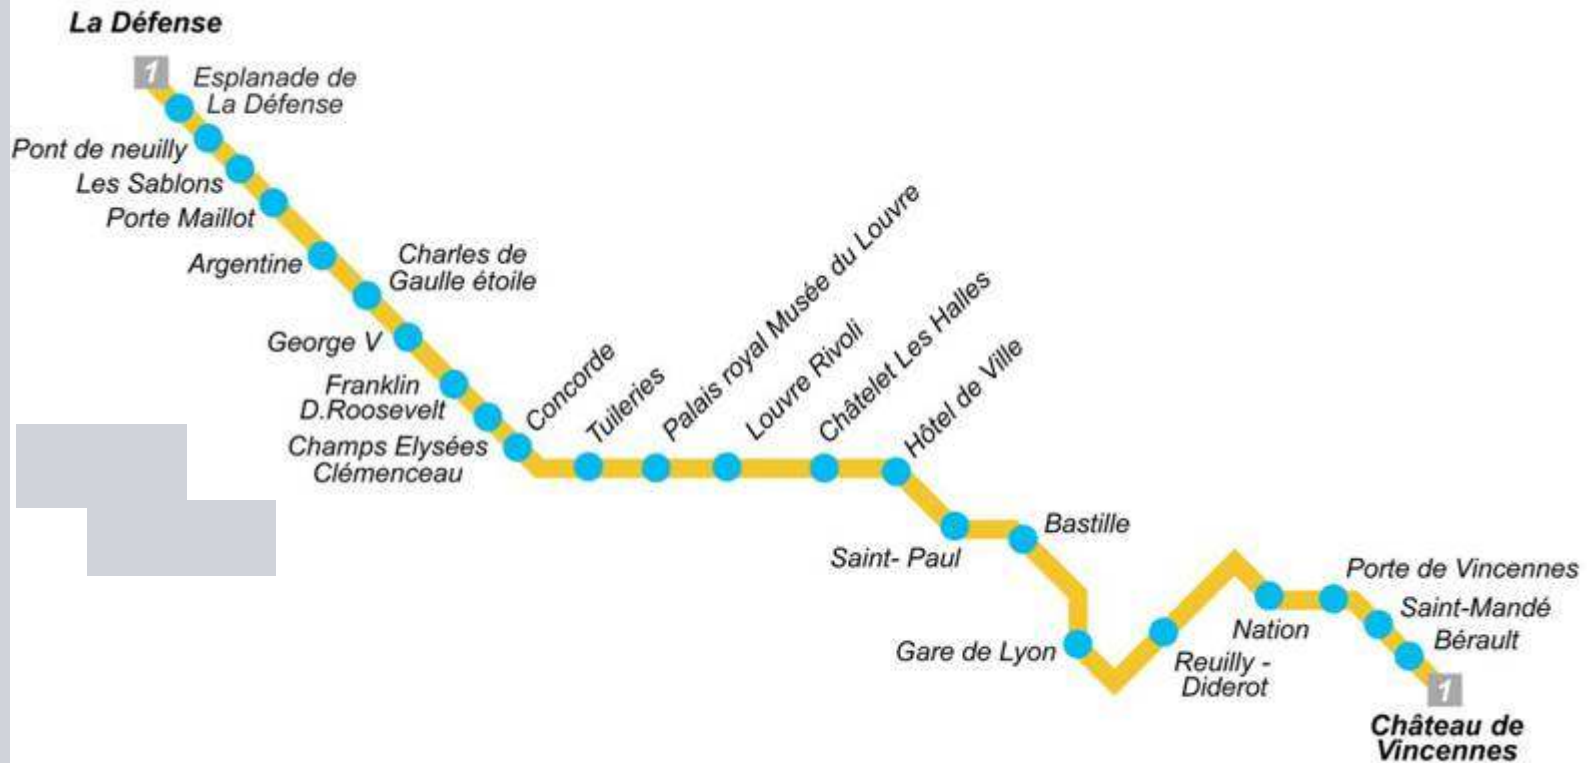 La Défense
1
Esplanade de
La Défense
Pont de neuilly
Les Sablons
Porte Maillot
Argentine
Charles de
Gaulle étoile
George V
Franklin
D.Roosevelt
Champs Elysées
Clémenceau
Concorde
Tuileries
Palais royal Musée du Louvre
Louvre Rivoli
Châtelet Les Halles
Hôtel de Ville
Saint- Paul
Bastille
Gare de Lyon
Reuilly -
Diderot
Nation
Porte de Vincennes
Saint-Mandé
Bérault
1
Château de
Vincennes